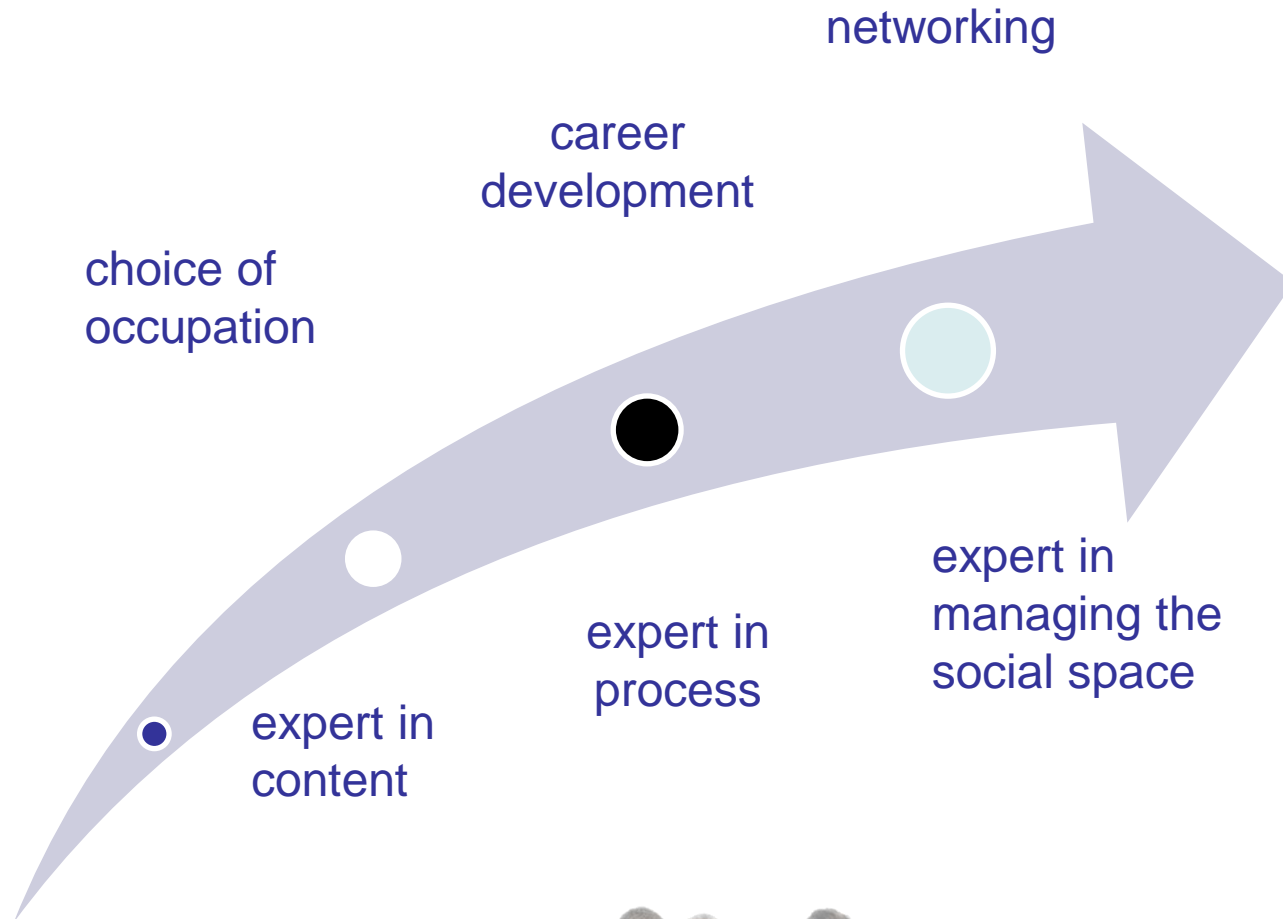 networking
career
development
choice of
occupation
expert in
managing the
social space
expert in
process
expert in
content